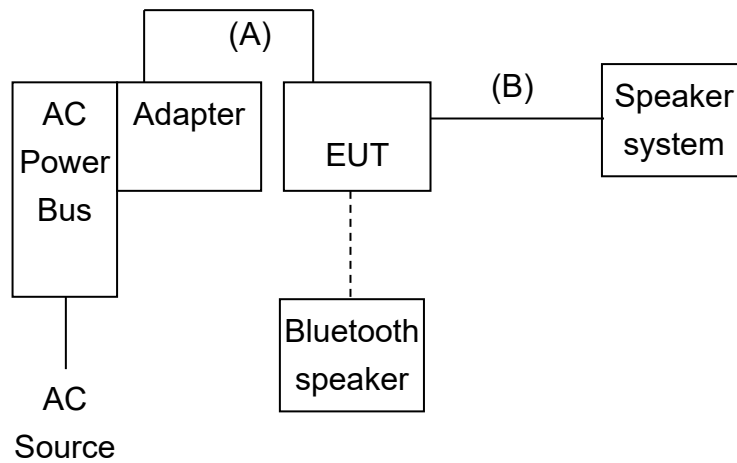 (A)
AC
Power
Bus
Adapter
EUT
(B)
Speaker
system
Bluetooth
speaker
AC
Source